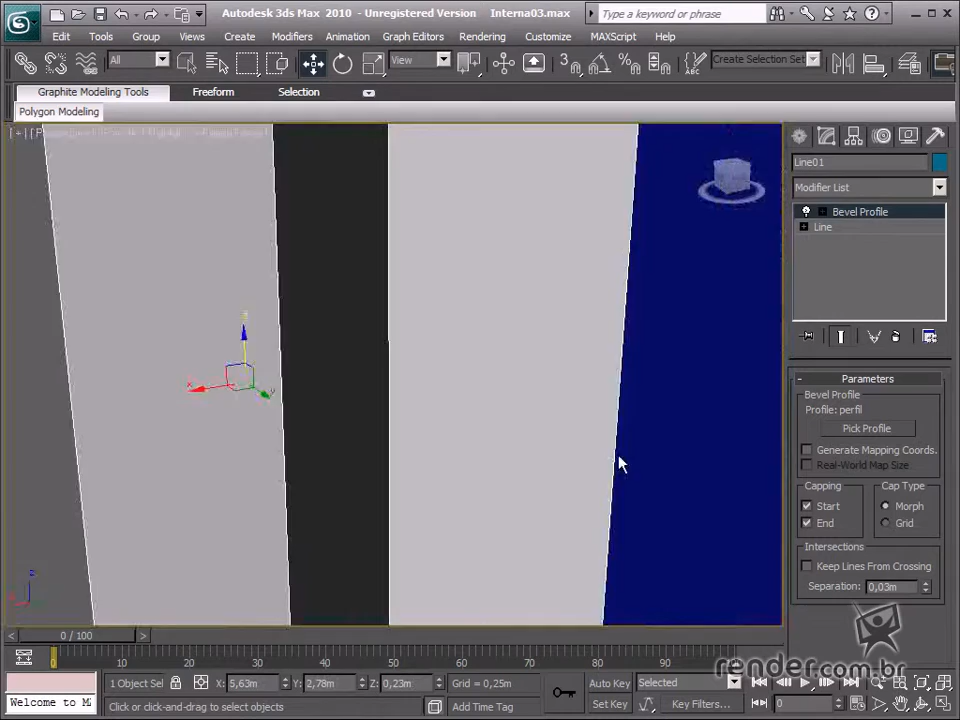 Autodesk 3ds Max 2010 - Unregistered Version Interna03.max
Type a keyword or phrase
Edit Tools Group Views Create Modifiers Animation Graph Editors Rendering Customize MAXScript Help
All
View
3
Create Selection Set
Graphite Modeling Tools Freeform Selection
Polygon Modeling
Line01
Modifier List
Bevel Profile
Line
Parameters
Bevel Profile
Profile: perfil
Pick Profile
Generate Mapping Coords.
Real-World Map Size
Capping
Cap Type
Start
Morph
End
Grid
Intersections
Keep Lines From Crossing
Separation: 0,03m
0 / 100
0 10 20 30 40 50 60 70 80
render.com.br
1 Object Sel X: 5,63m Y: 2,78m Z: 0,23m Grid = 0,25m Auto Key Selected
Welcome to M
Click or click-and-drag to select objects Add Time Tag Set Key Key Filters... 0